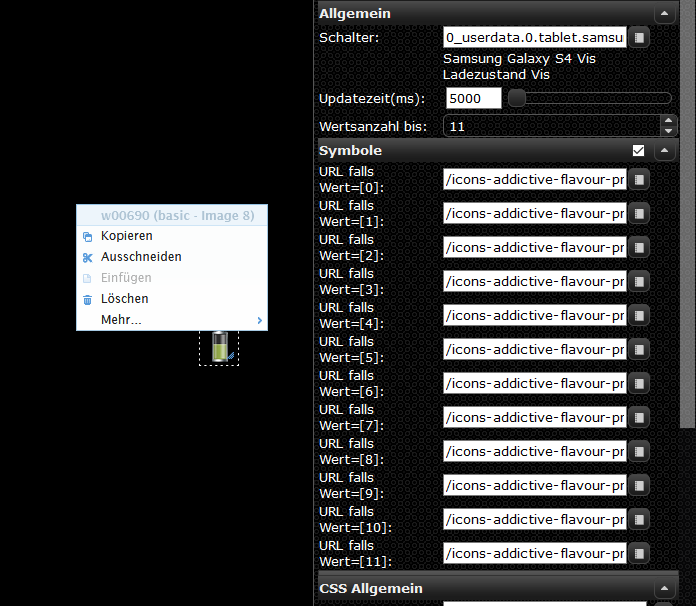 Allgemein
Schalter: 0_userdata.0.tablet.samsu
Samsung Galaxy S4 Vis
Ladezustand Vis
Updatezeit(ms): 5000
Wertsanzahl bis: 11
Symbole
URL falls
Wert=[0]: /icons-addictive-flavour-pr
URL falls
Wert=[1]: /icons-addictive-flavour-pr
URL falls
Wert=[2]: /icons-addictive-flavour-pr
URL falls
Wert=[3]: /icons-addictive-flavour-pr
URL falls
Wert=[4]: /icons-addictive-flavour-pr
URL falls
Wert=[5]: /icons-addictive-flavour-pr
URL falls
Wert=[6]: /icons-addictive-flavour-pr
URL falls
Wert=[7]: /icons-addictive-flavour-pr
URL falls
Wert=[8]: /icons-addictive-flavour-pr
URL falls
Wert=[9]: /icons-addictive-flavour-pr
URL falls
Wert=[10]: /icons-addictive-flavour-pr
URL falls
Wert=[11]: /icons-addictive-flavour-pr
CSS Allgemein
w00690 (basic - Image 8)
Kopieren
Ausschneiden
Einfügen
Löschen
Mehr...